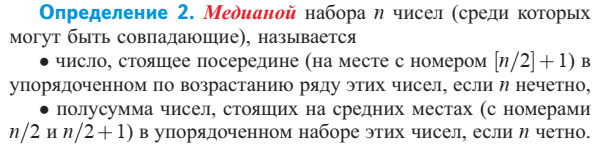 Определение 2. Медианой набора n чисел (среди которых
могут быть совпадающие), называется
• число, стоящее посередине (на месте с номером [n/2]+1) в
упорядоченном по возрастанию ряду этих чисел, если n нечетно,
• полусумма чисел, стоящих на средних местах (с номерами
n/2 и n/2+1) в упорядоченном наборе этих чисел, если n четно.